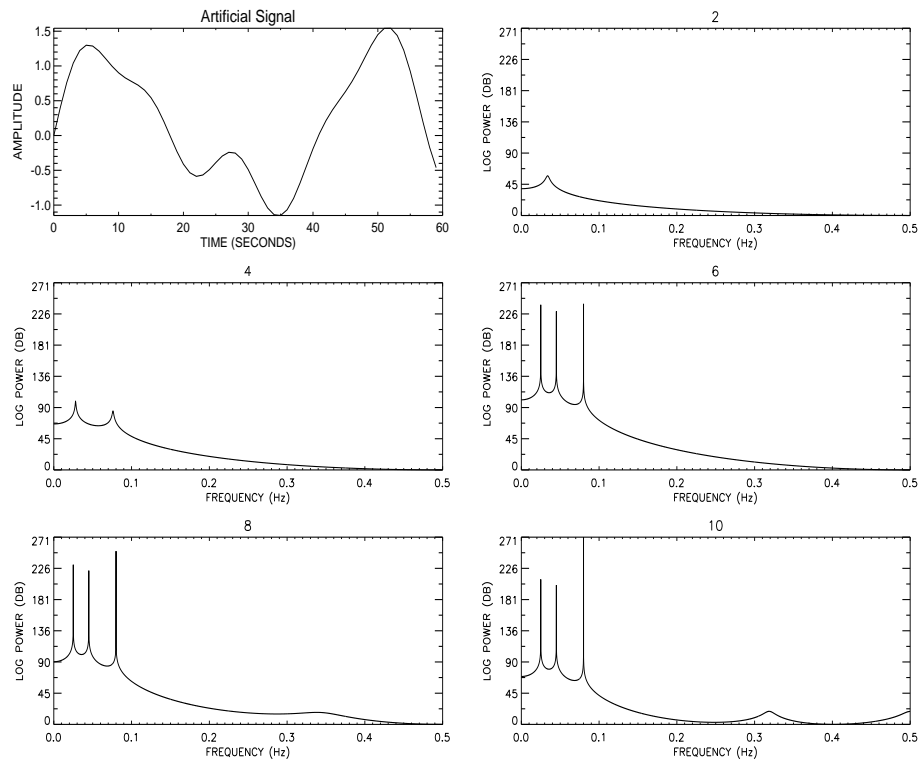 Artificial Signal
1.5
1.0
0.5
0.0
-0.5
-1.0
AMPLITUDE
0 10 20 30 40 50 60
TIME (SECONDS)
2
271
226
181
136
90
45
0
LOG POWER (DB)
0.0 0.1 0.2 0.3 0.4 0.5
FREQUENCY (Hz)
4
271
226
181
136
90
45
0
LOG POWER (DB)
0.0 0.1 0.2 0.3 0.4 0.5
FREQUENCY (Hz)
6
271
226
181
136
90
45
0
LOG POWER (DB)
0.0 0.1 0.2 0.3 0.4 0.5
FREQUENCY (Hz)
8
271
226
181
136
90
45
0
LOG POWER (DB)
0.0 0.1 0.2 0.3 0.4 0.5
FREQUENCY (Hz)
10
271
226
181
136
90
45
0
LOG POWER (DB)
0.0 0.1 0.2 0.3 0.4 0.5
FREQUENCY (Hz)